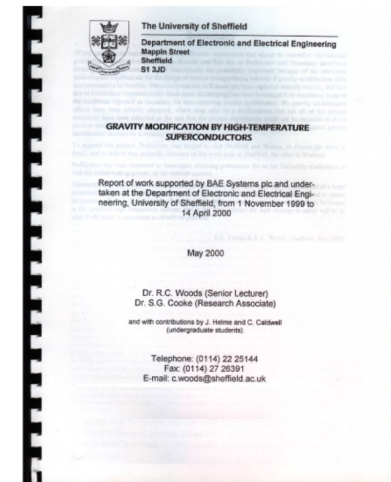 The University of Sheffield
Department of Electronic and Electrical Engineering
Mappin Street
Sheffield
S1 3JD
GRAVITY MODIFICATION BY HIGH-TEMPERATURE
SUPERCONDUCTORS
Report of work supported by BAE Systems plc and under-
taken at the Department of Electronic and Electrical Engi-
neering, University of Sheffield, from 1 November 1999 to
14 April 2000
May 2000
Dr. R.C. Woods (Senior Lecturer)
Dr. S.G. Cooke (Research Associate)
and with contributions by J. Helme and C. Caldwell
(undergraduate students)
Telephone: (0114) 22 25144
Fax: (0114) 27 26391
E-mail: c.woods@sheffield.ac.uk